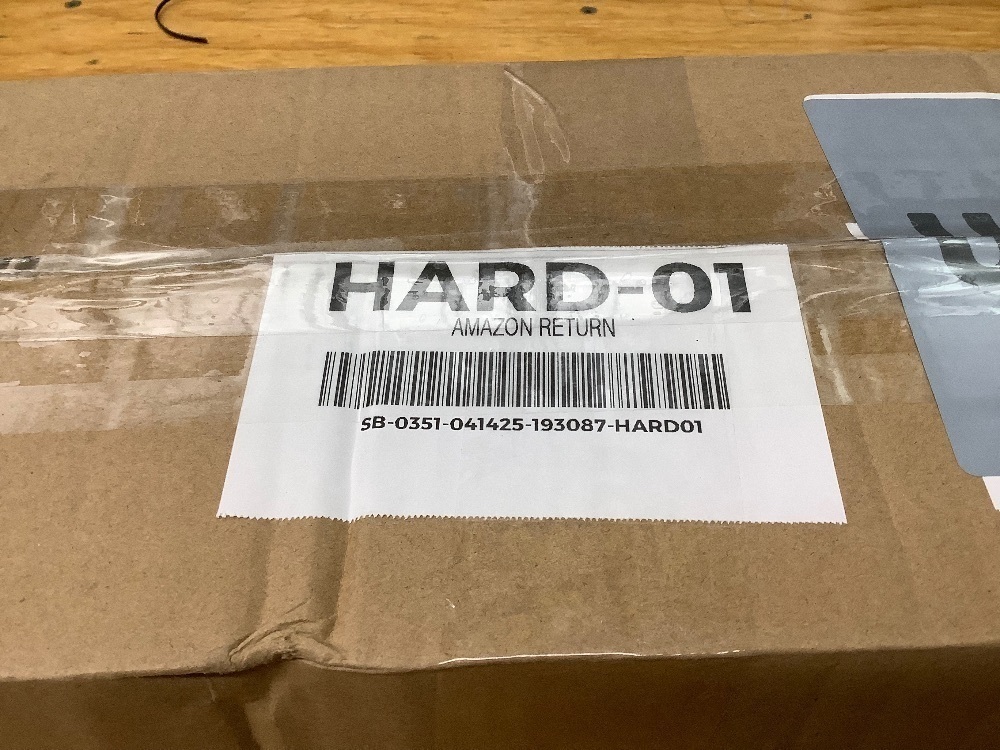 HARD-01
AMAZON RETURN
SB-0351-041425-193087-HARD01